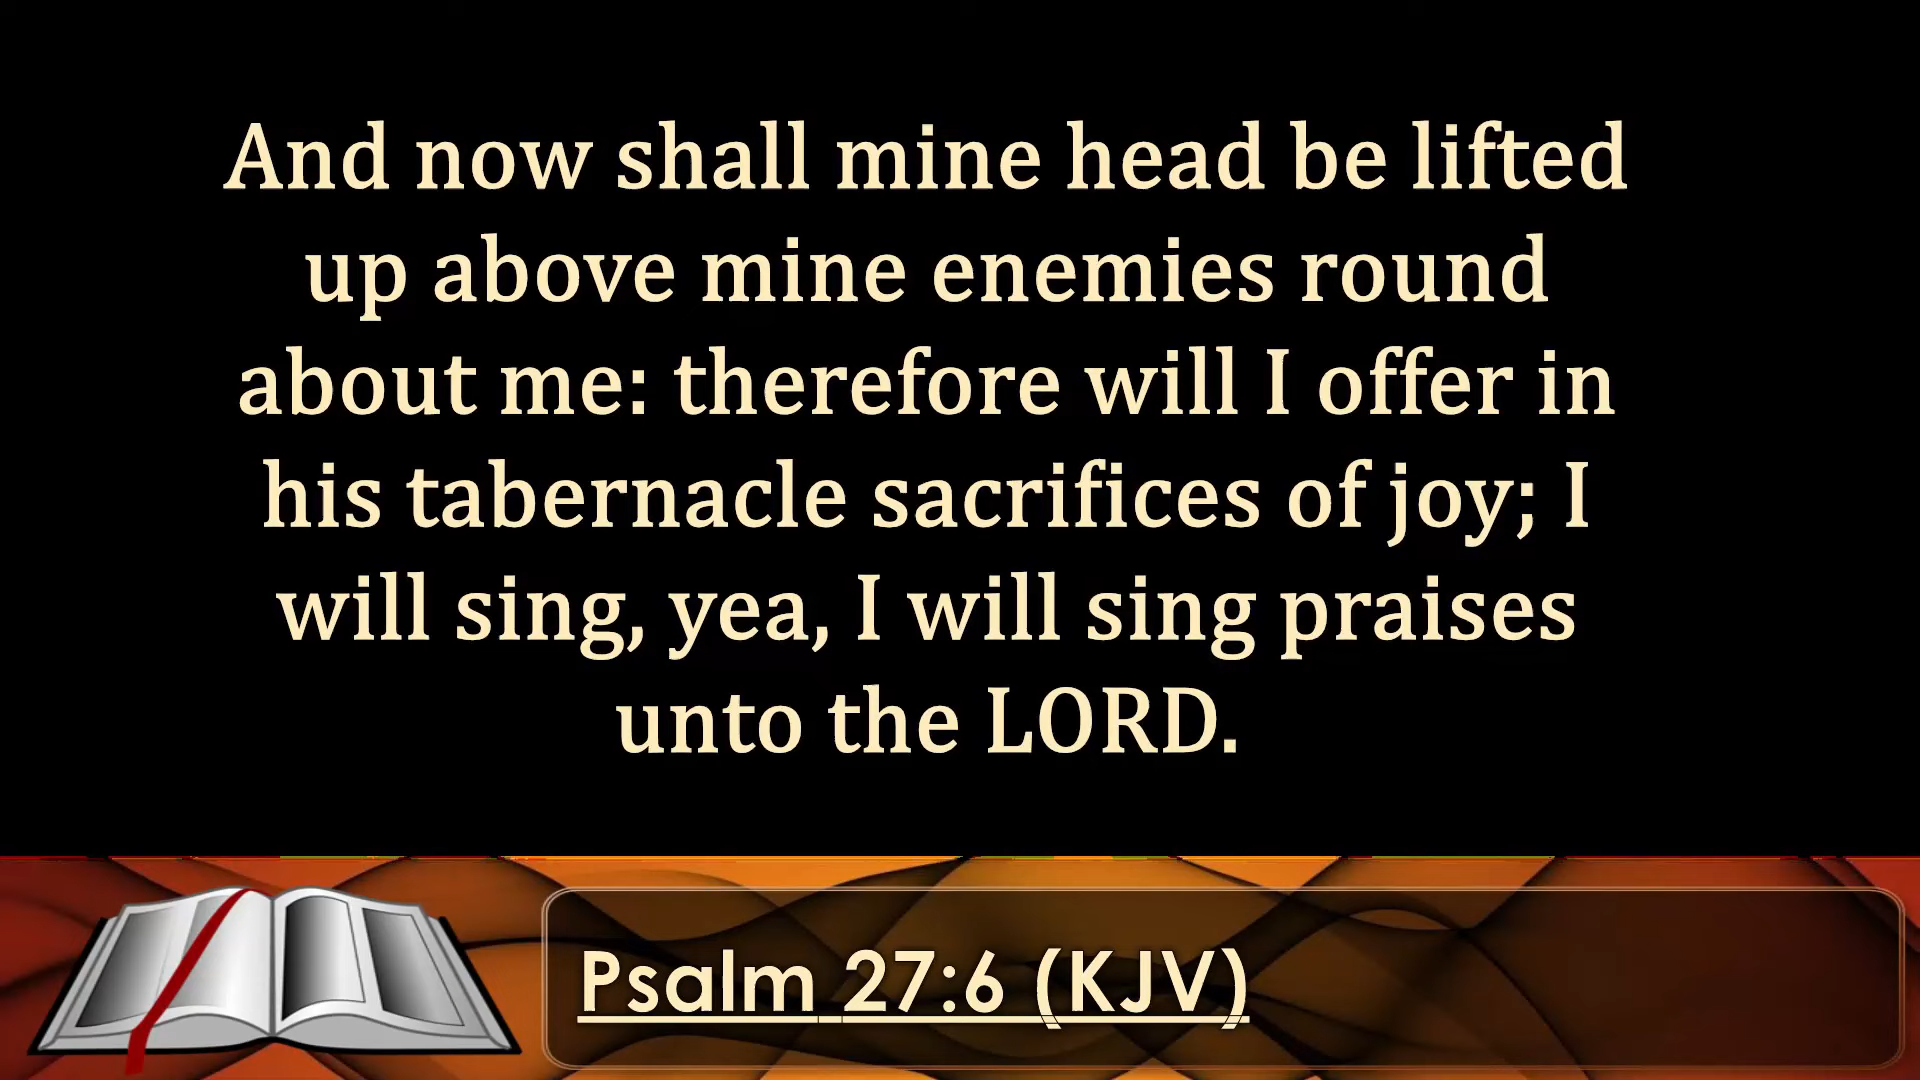 And now shall mine head be lifted
up above mine enemies round
about me: therefore will I offer in
his tabernacle sacrifices of joy; I
will sing, yea, I will sing praises
unto the LORD.
Psalm 27:6 (KJV)